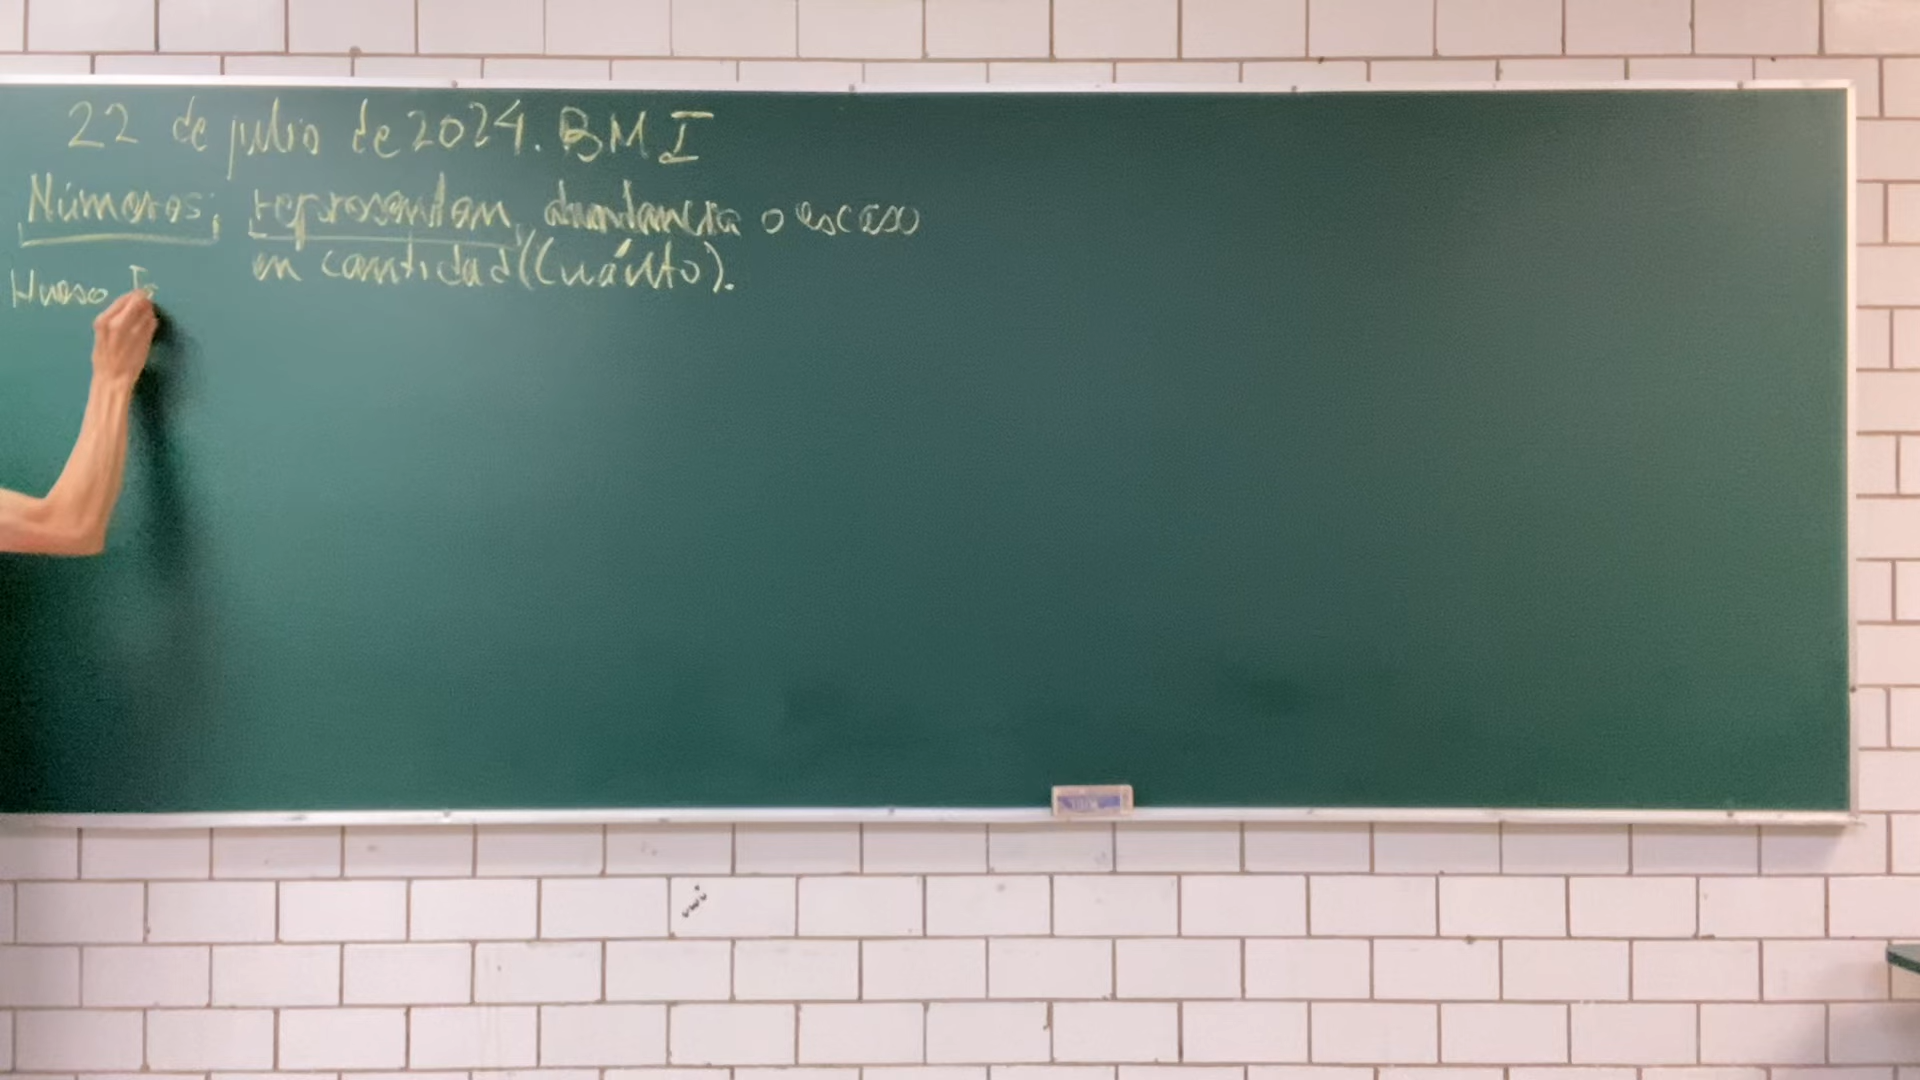 22 de julio de 2024. BM I
Números; representan abundancia o escaso
en cantidad (Cuánto).
Hueso